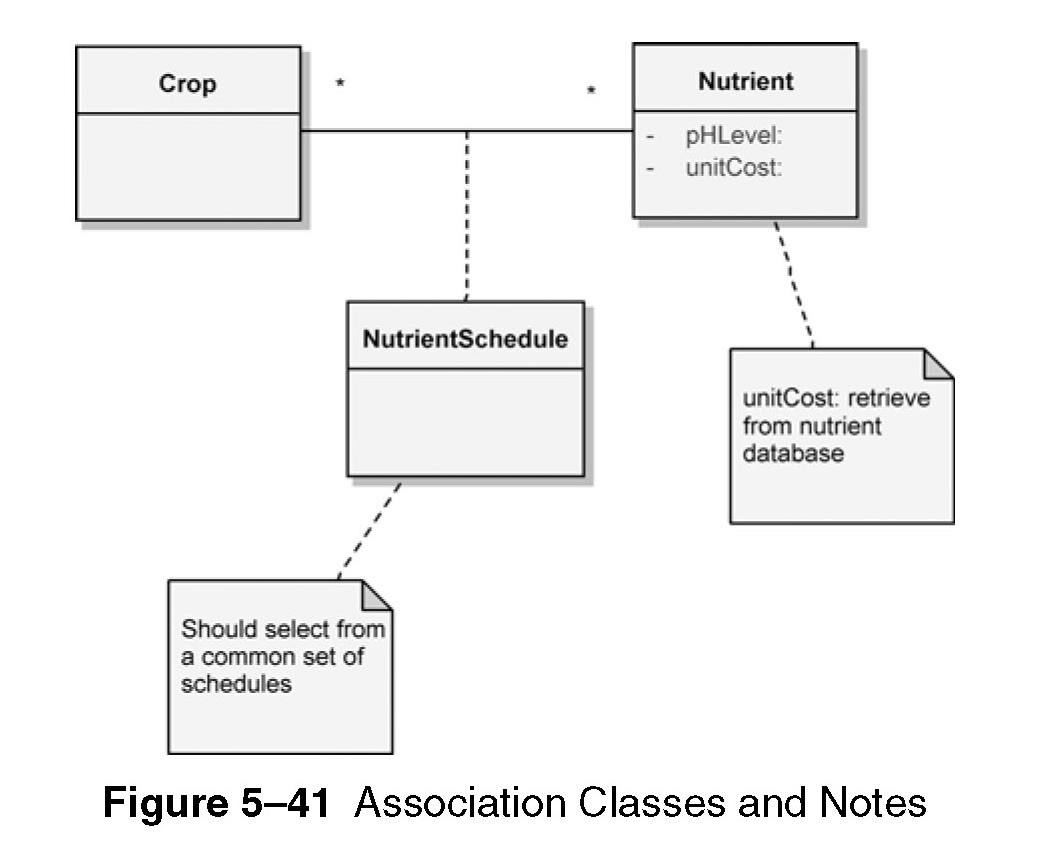 Crop
*
*
Nutrient
- pHLevel:
- unitCost:
NutrientSchedule
unitCost: retrieve
from nutrient
database
Should select from
a common set of
schedules
Figure 5–41 Association Classes and Notes